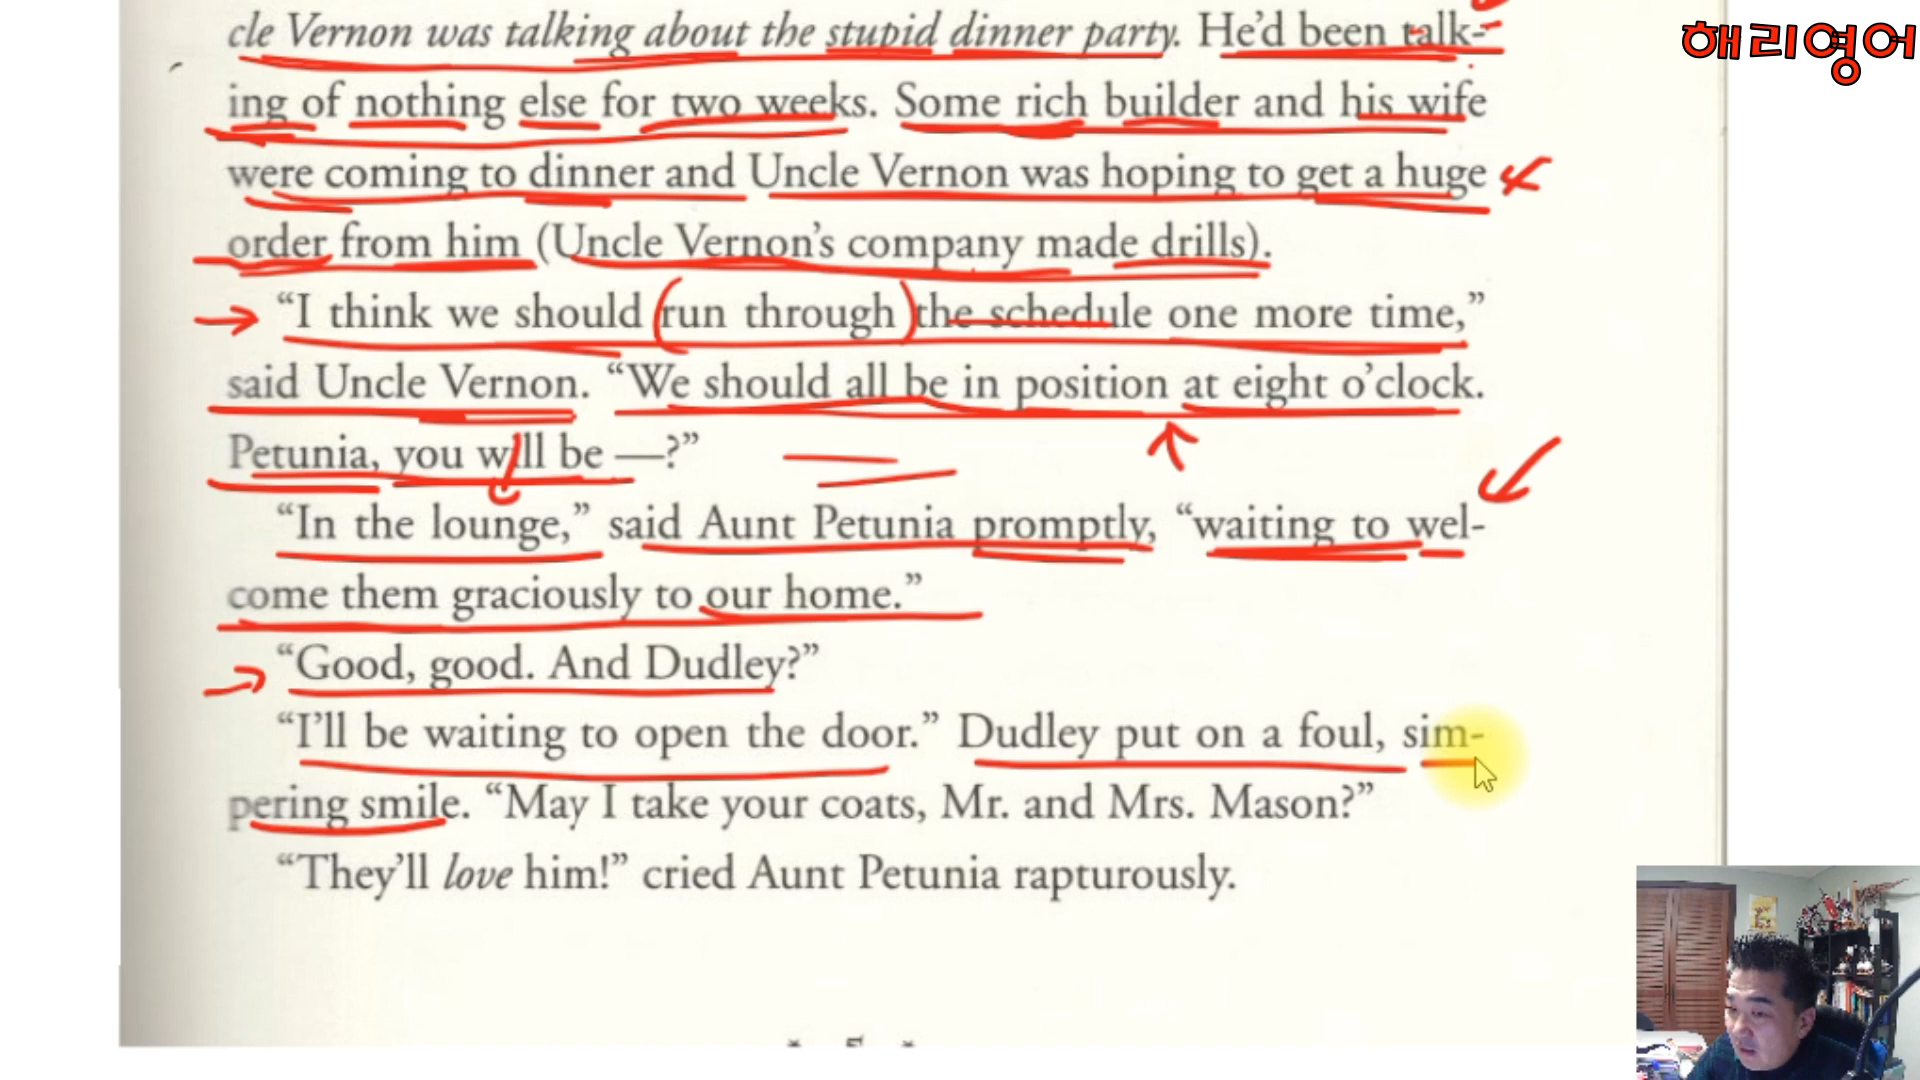 cle Vernon was talking about the stupid dinner party. He’d been talk-
ing of nothing else for two weeks. Some rich builder and his wife
were coming to dinner and Uncle Vernon was hoping to get a huge
order from him (Uncle Vernon’s company made drills).
“I think we should run through the schedule one more time,”
said Uncle Vernon. “We should all be in position at eight o’clock.
Petunia, you will be —?”
“In the lounge,” said Aunt Petunia promptly, “waiting to wel-
come them graciously to our home.”
“Good, good. And Dudley?”
“I’ll be waiting to open the door.” Dudley put on a foul, sim-
pering smile. “May I take your coats, Mr. and Mrs. Mason?”
“They’ll love him!” cried Aunt Petunia rapturously.
해리영어